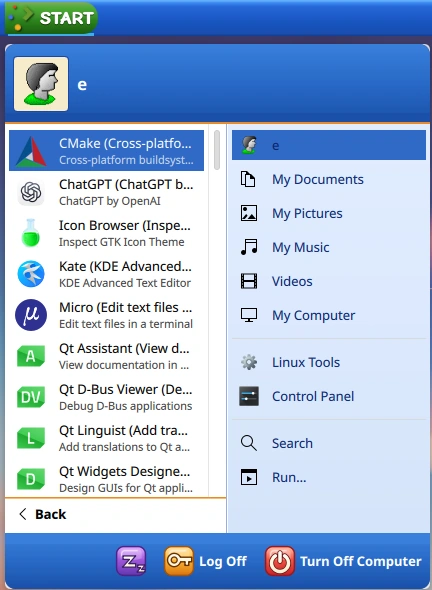 START
e
CMake (Cross-platfo...
Cross-platform buildsyst...
ChatGPT (ChatGPT b...
ChatGPT by OpenAI
Icon Browser (Inspe...
Inspect GTK Icon Theme
Kate (KDE Advanced...
KDE Advanced Text Editor
Micro (Edit text files ...
Edit text files in a terminal
Qt Assistant (View d...
View documentation in ...
Qt D-Bus Viewer (De...
Debug D-Bus applications
Qt Linguist (Add tra...
Add translations to Qt a...
Qt Widgets Designe...
Design GUIs for Qt appli...
Back
e
My Documents
My Pictures
My Music
Videos
My Computer
Linux Tools
Control Panel
Search
Run...
Log Off
Turn Off Computer
μ
A
DV
L
D
zz